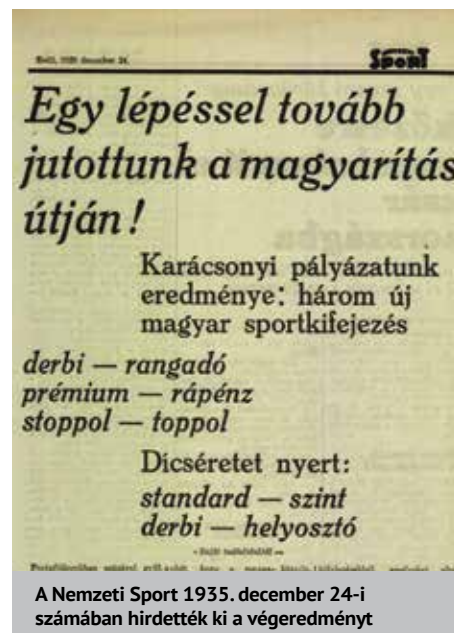 Sport
Egy lépéssel tovább
jutottunk a magyarítás
útján!
Karácsonyi pályázatunk
eredménye: három új
magyar sportkifejezés
derbi — rangadó
prémium — rápénz
stoppol — toppol
Dicséretet nyert:
standard — szint
derbi — helyosztó
A Nemzeti Sport 1935. december 24-i
számában hirdették ki a végeredményt